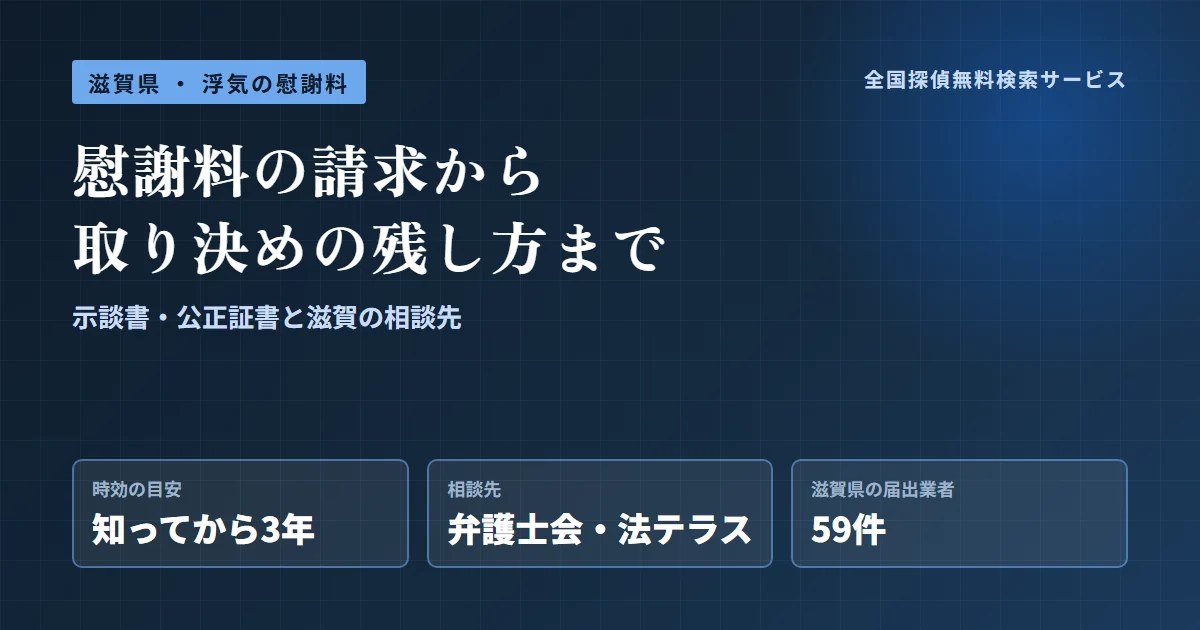 滋賀県 ・ 浮気の慰謝料
全国探偵無料検索サービス
慰謝料の請求から
取り決めの残し方まで
示談書・公正証書と滋賀の相談先
時効の目安
知ってから3年
相談先
弁護士会・法テラス
滋賀県の届出業者
59件